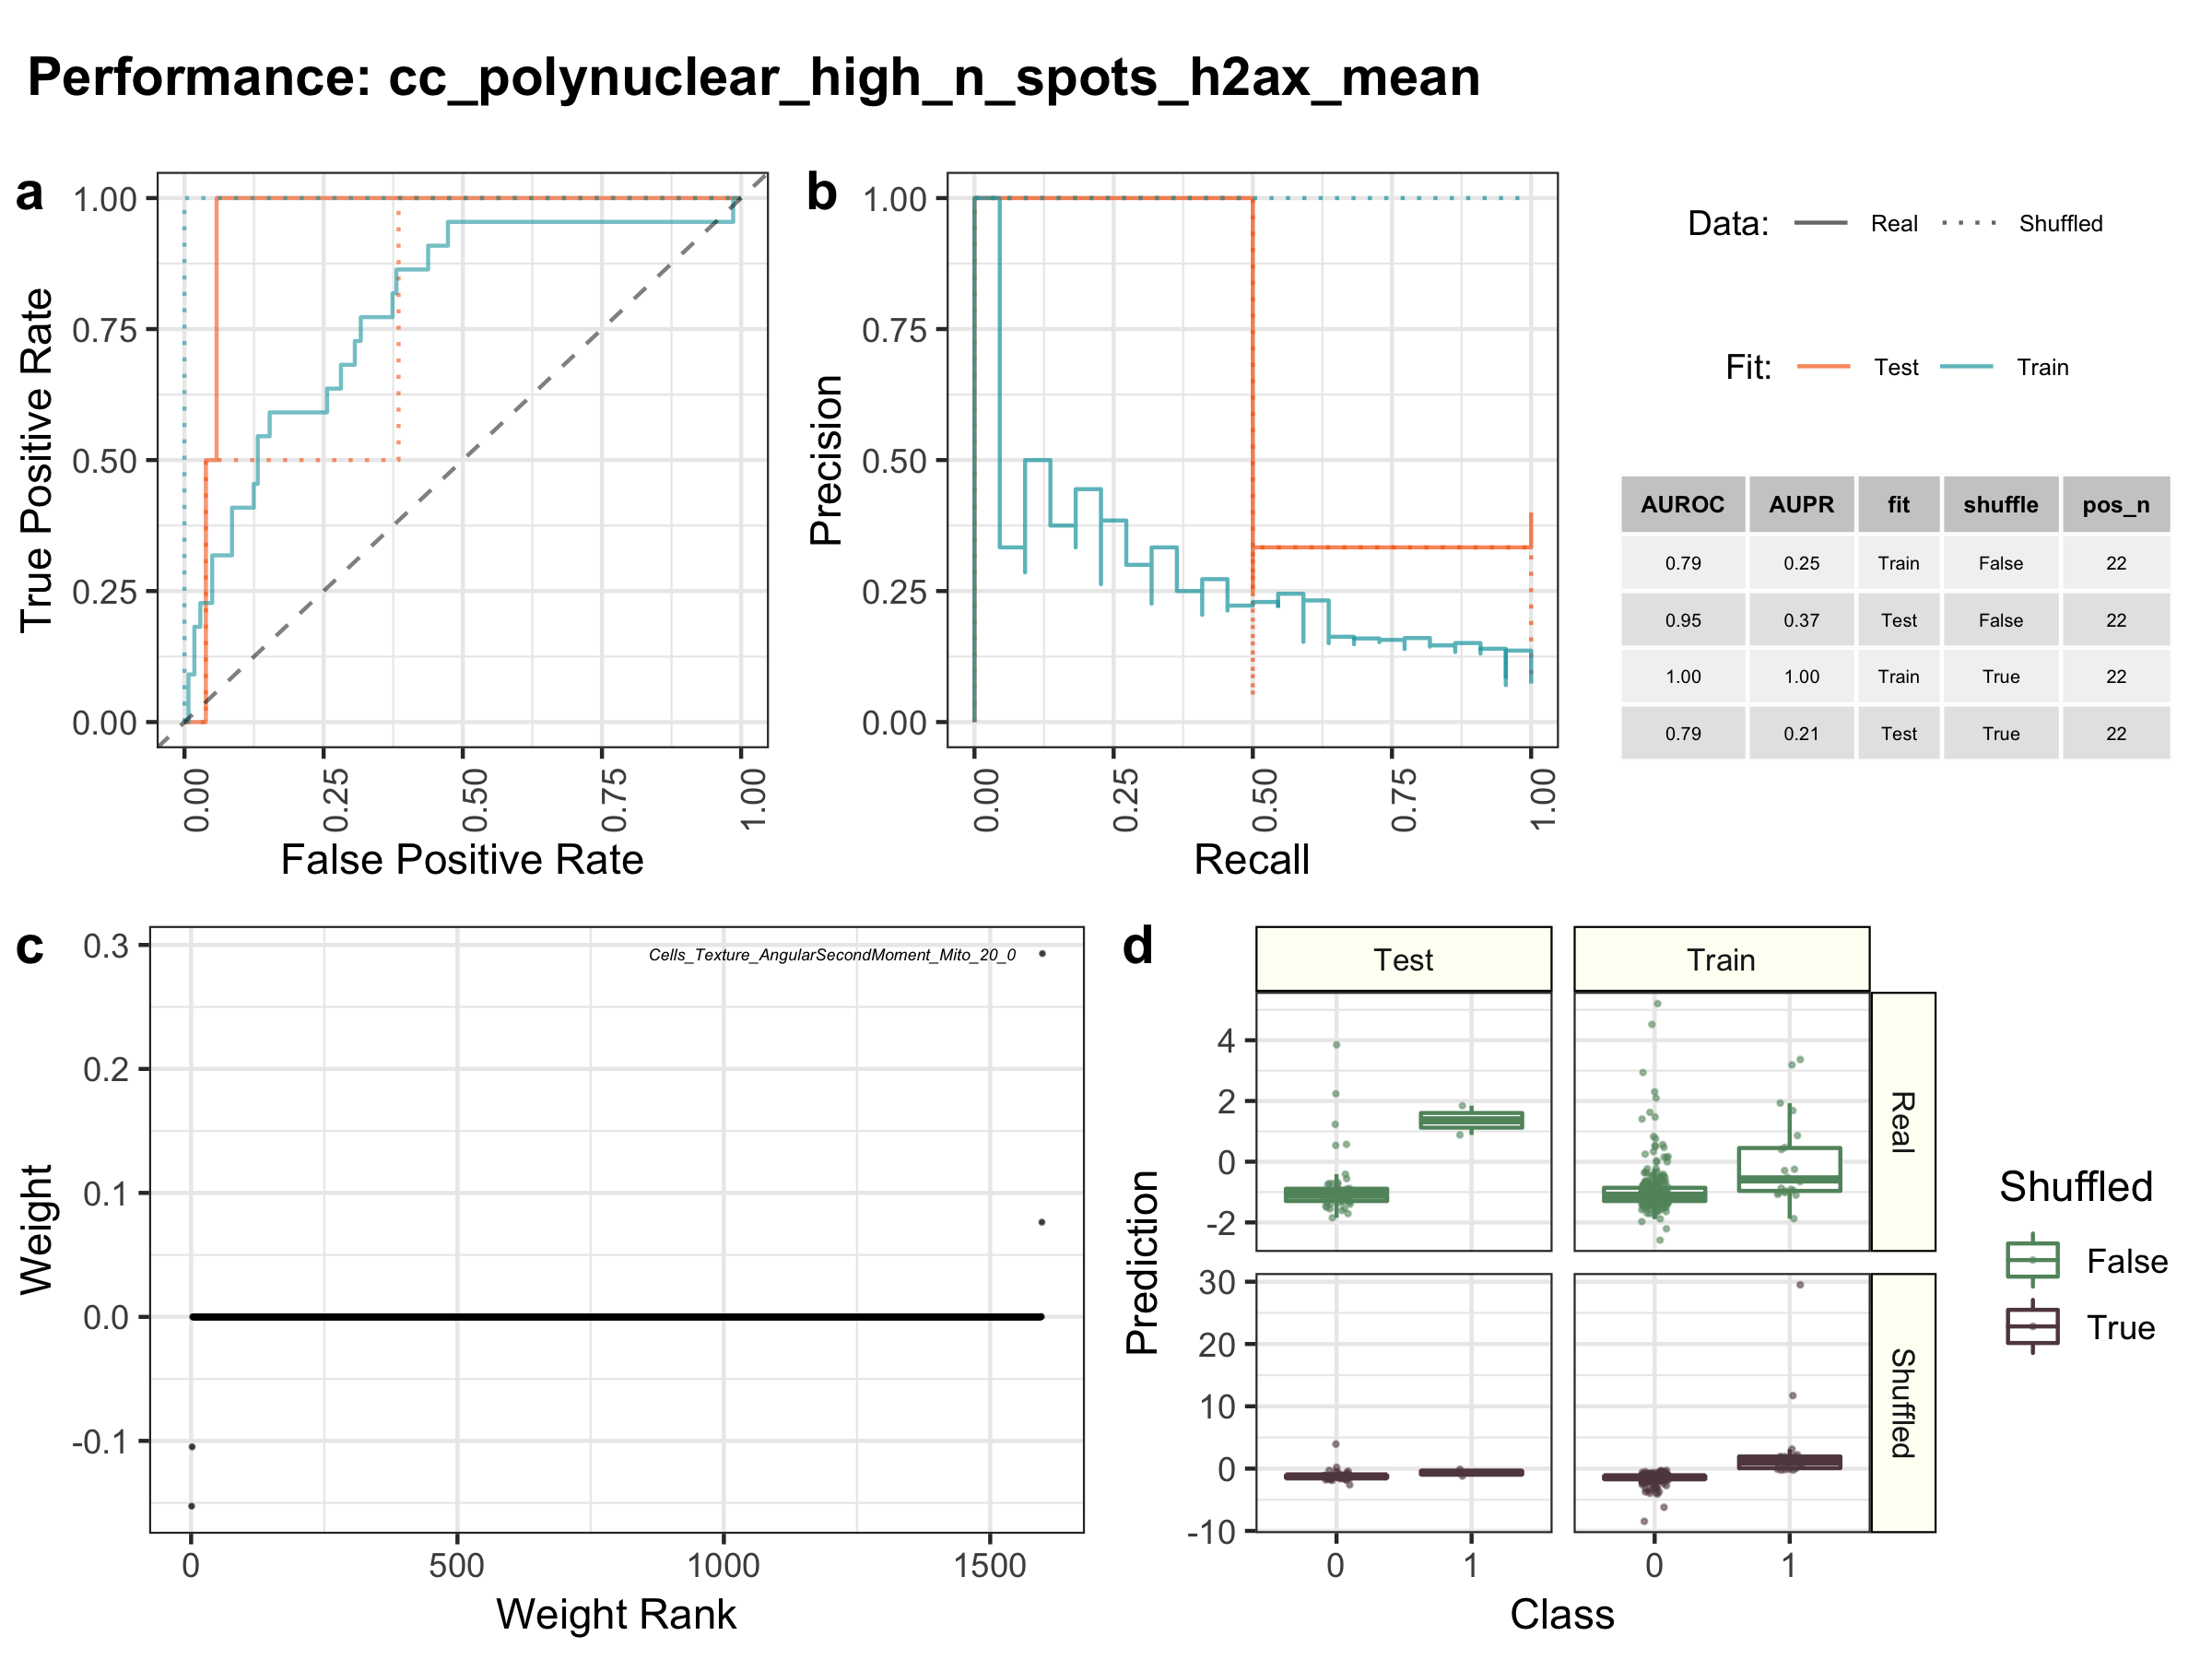 Performance: cc_polynuclear_high_n_spots_h2ax_mean
a
True Positive Rate
1.00
0.75
0.50
0.25
0.00
0.00
0.25
0.50
0.75
1.00
False Positive Rate
b
Precision
1.00
0.75
0.50
0.25
0.00
0.00
0.25
0.50
0.75
1.00
Recall
Data: Real Shuffled
Fit: Test Train
AUROC AUPR fit shuffle pos_n
0.79 0.25 Train False 22
0.95 0.37 Test False 22
1.00 1.00 Train True 22
0.79 0.21 Test True 22
c
Weight
0.3
0.2
0.1
0.0
-0.1
Cells_Texture_AngularSecondMoment_Mito_20_0
0 500 1000 1500
Weight Rank
d
Test Train
Prediction
4
2
0
-2
Real
30
20
10
0
-10
Shuffled
0 1 0 1
Class
Shuffled
False
True